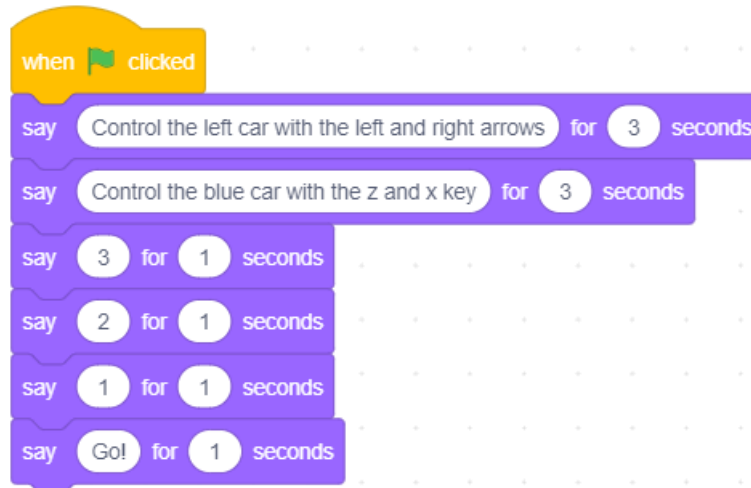 when clicked
say Control the left car with the left and right arrows for 3 seconds
say Control the blue car with the z and x key for 3 seconds
say 3 for 1 seconds
say 2 for 1 seconds
say 1 for 1 seconds
say Go! for 1 seconds